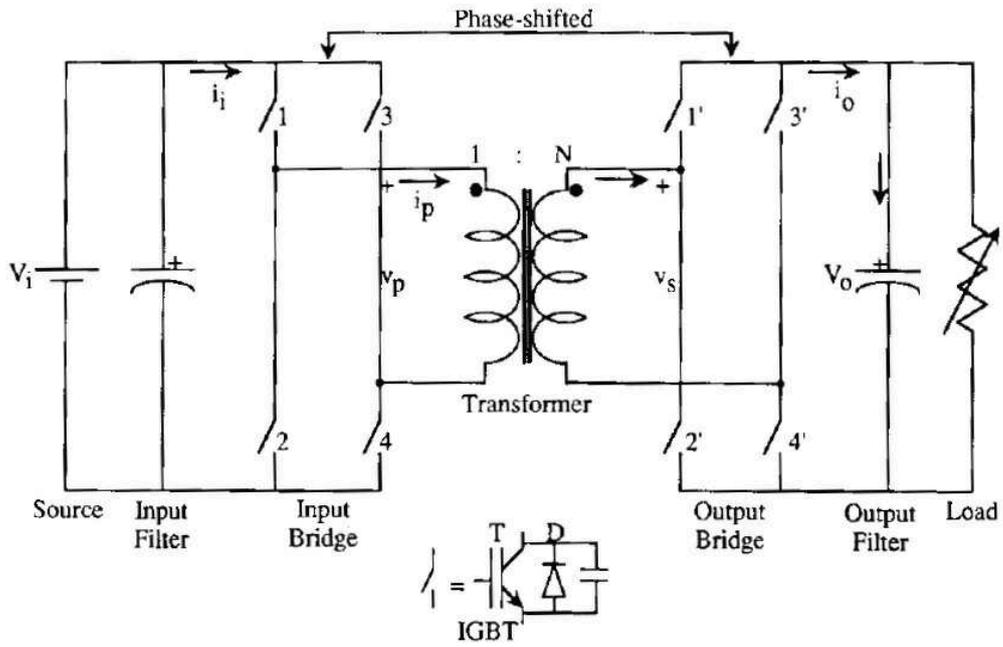 Phase-shifted
i_i
i_o
1
3
1'
3'
1 : N
+
i_p
+
V_i
+
v_p
v_s
V_o
+
Transformer
2
4
2'
4'
Source
Input
Filter
Input
Bridge
Output
Bridge
Output
Filter
Load
T
D
=
IGBT